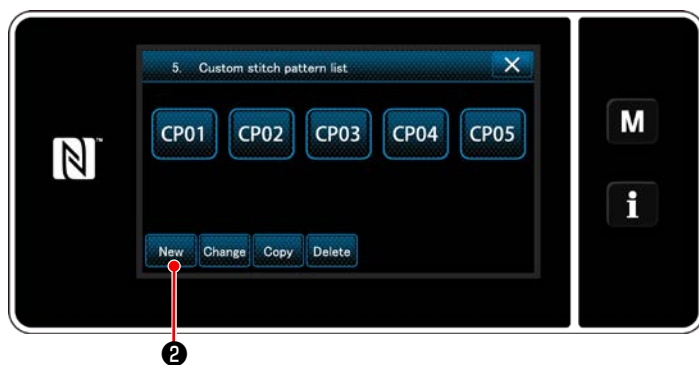 5. Custom stitch pattern list
CP01 CP02 CP03 CP04 CP05
M
i
New Change Copy Delete
❷